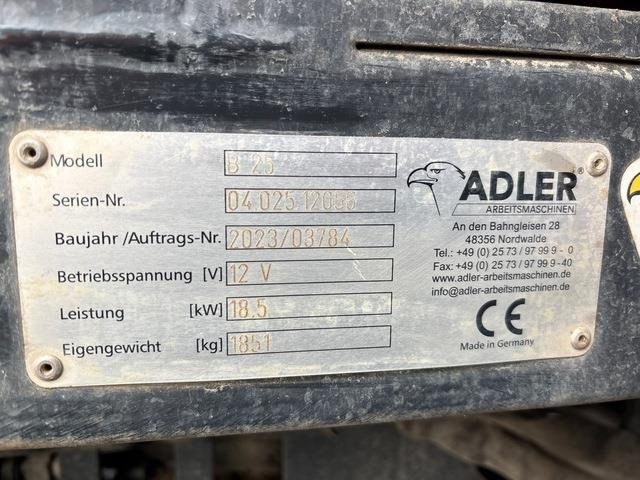 Modell B 25
Serien-Nr. 04.025.12056
Baujahr /Auftrags-Nr. 2023/03/84
Betriebsspannung [V] 12 V
Leistung [kW] 18.5
Eigengewicht [kg] 1851
ADLER®
ARBEITSMASCHINEN
An den Bahngleisen 28
48356 Nordwalde
Tel.: +49 (0) 25 73 / 97 99 9 - 0
Fax: +49 (0) 25 73 / 97 99 9 -40
www.adler-arbeitsmaschinen.de
info@adler-arbeitsmaschinen.de
CE
Made in Germany